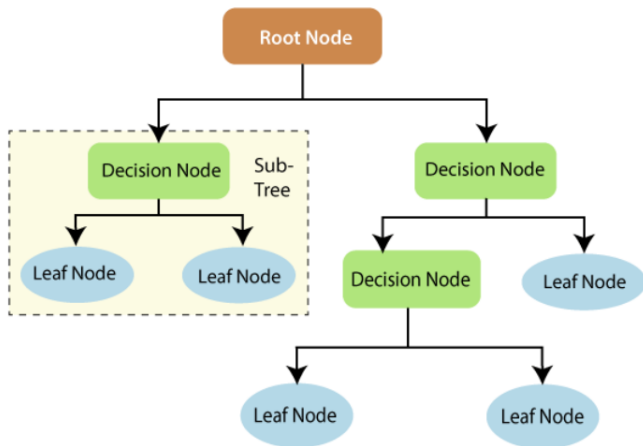 Root Node
Decision Node
Sub-
Tree
Decision Node
Leaf Node
Leaf Node
Decision Node
Leaf Node
Leaf Node
Leaf Node